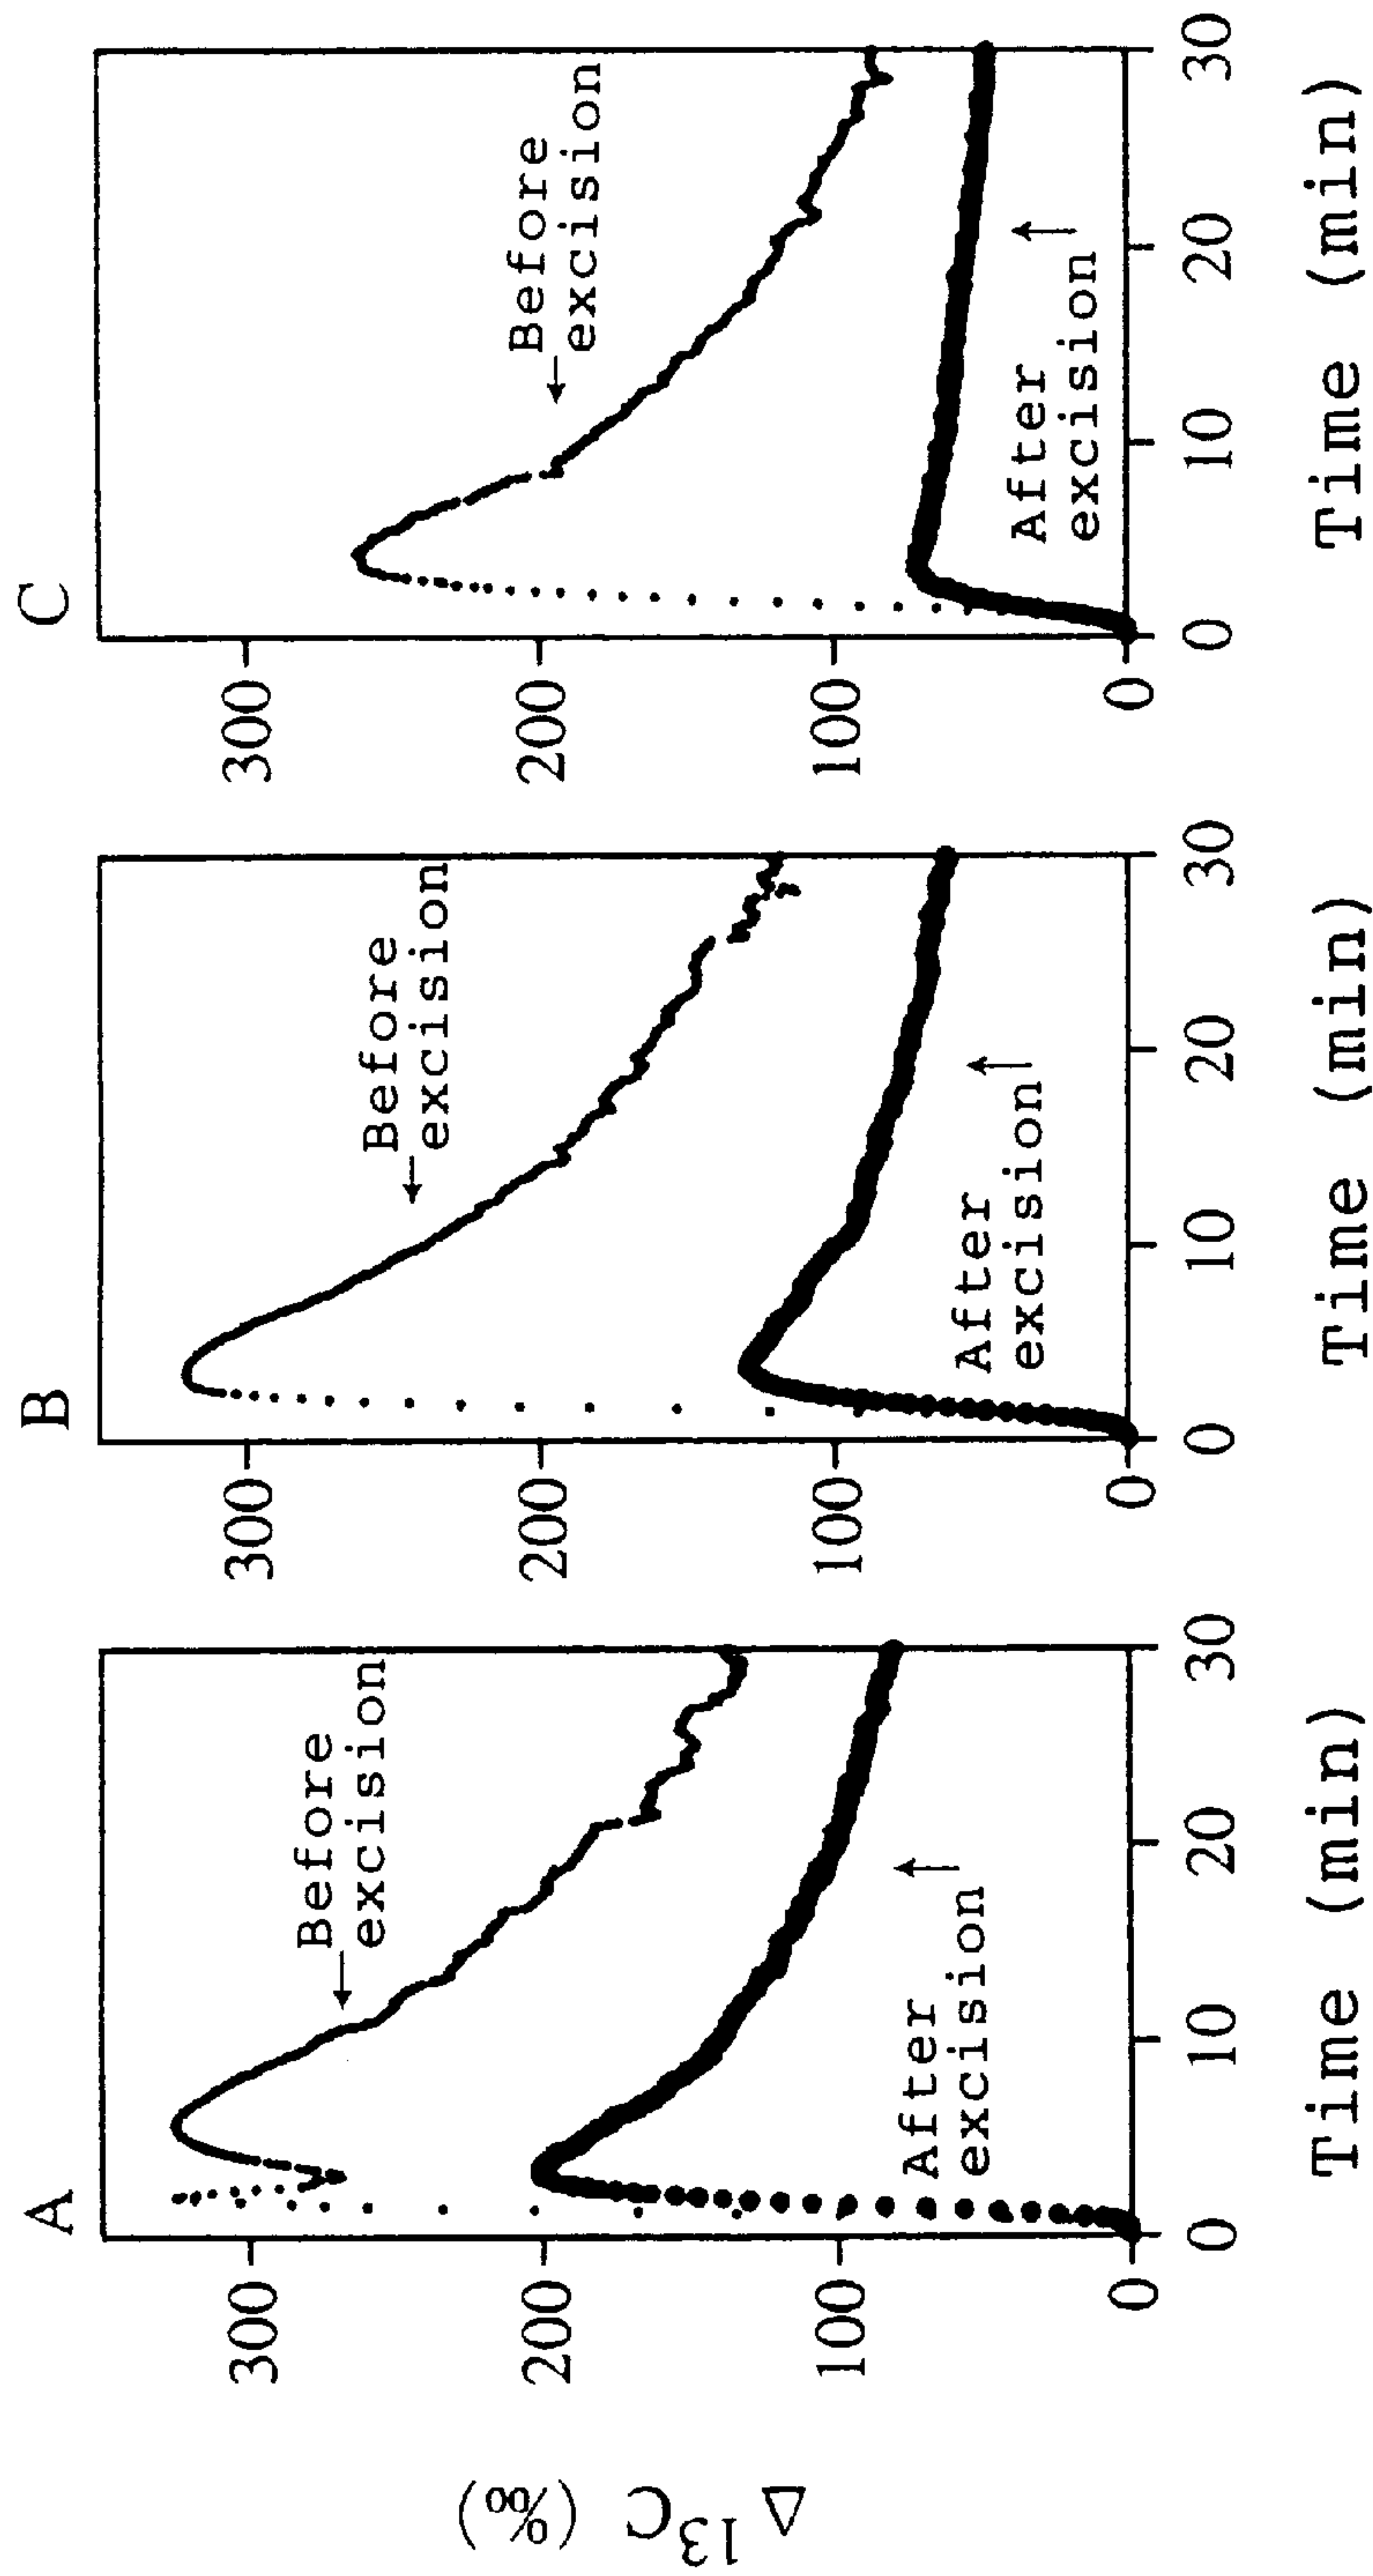 A
Δ ¹³C (‰)
300
200
100
0
Before
excision
After
excision
0 10 20 30
Time (min)
B
300
200
100
0
Before
excision
After
excision
0 10 20 30
Time (min)
C
300
200
100
0
Before
excision
After
excision
0 10 20 30
Time (min)